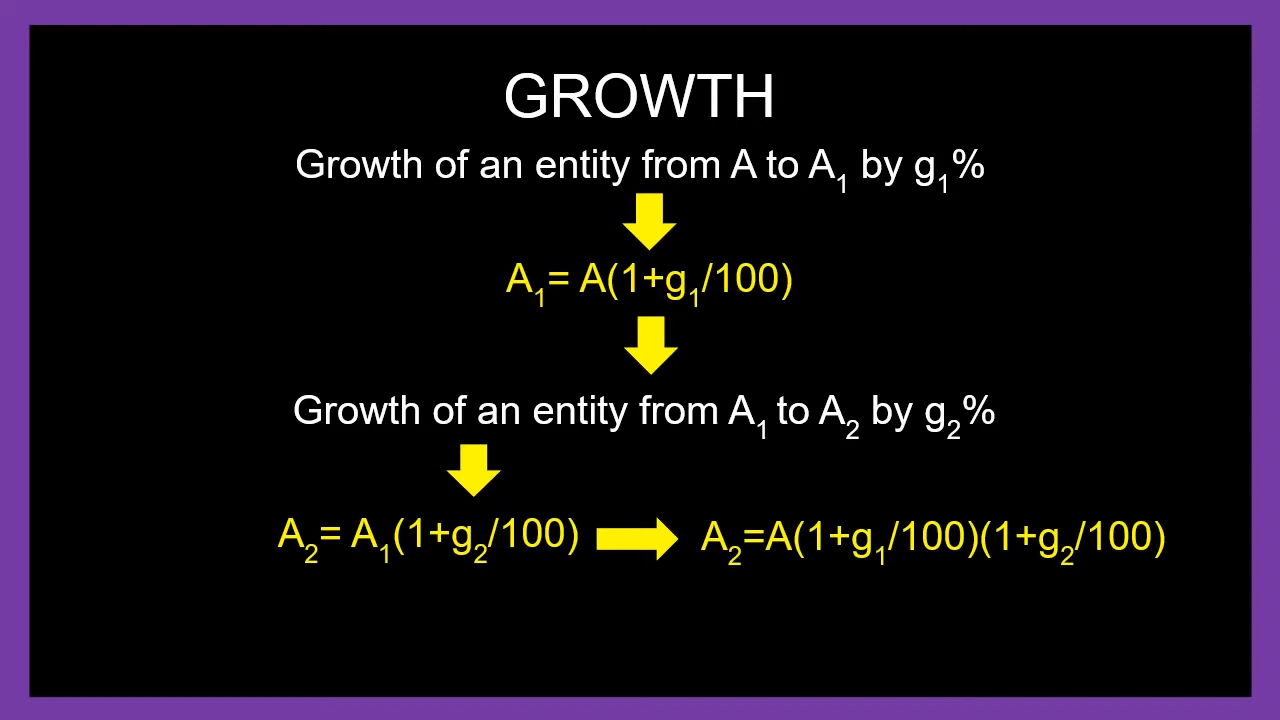 GROWTH
Growth of an entity from A to A₁ by g₁%
A₁= A(1+g₁/100)
Growth of an entity from A₁ to A₂ by g₂%
A₂= A₁(1+g₂/100)
A₂=A(1+g₁/100)(1+g₂/100)